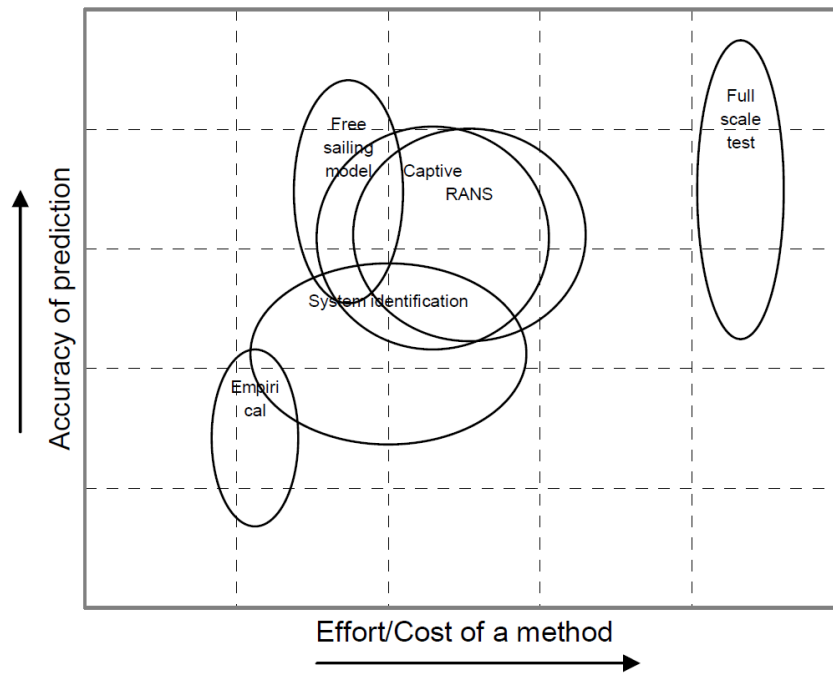 Full
scale
test
Free
sailing
model
Captive
RANS
System identification
Empiri
cal
Accuracy of prediction
Effort/Cost of a method